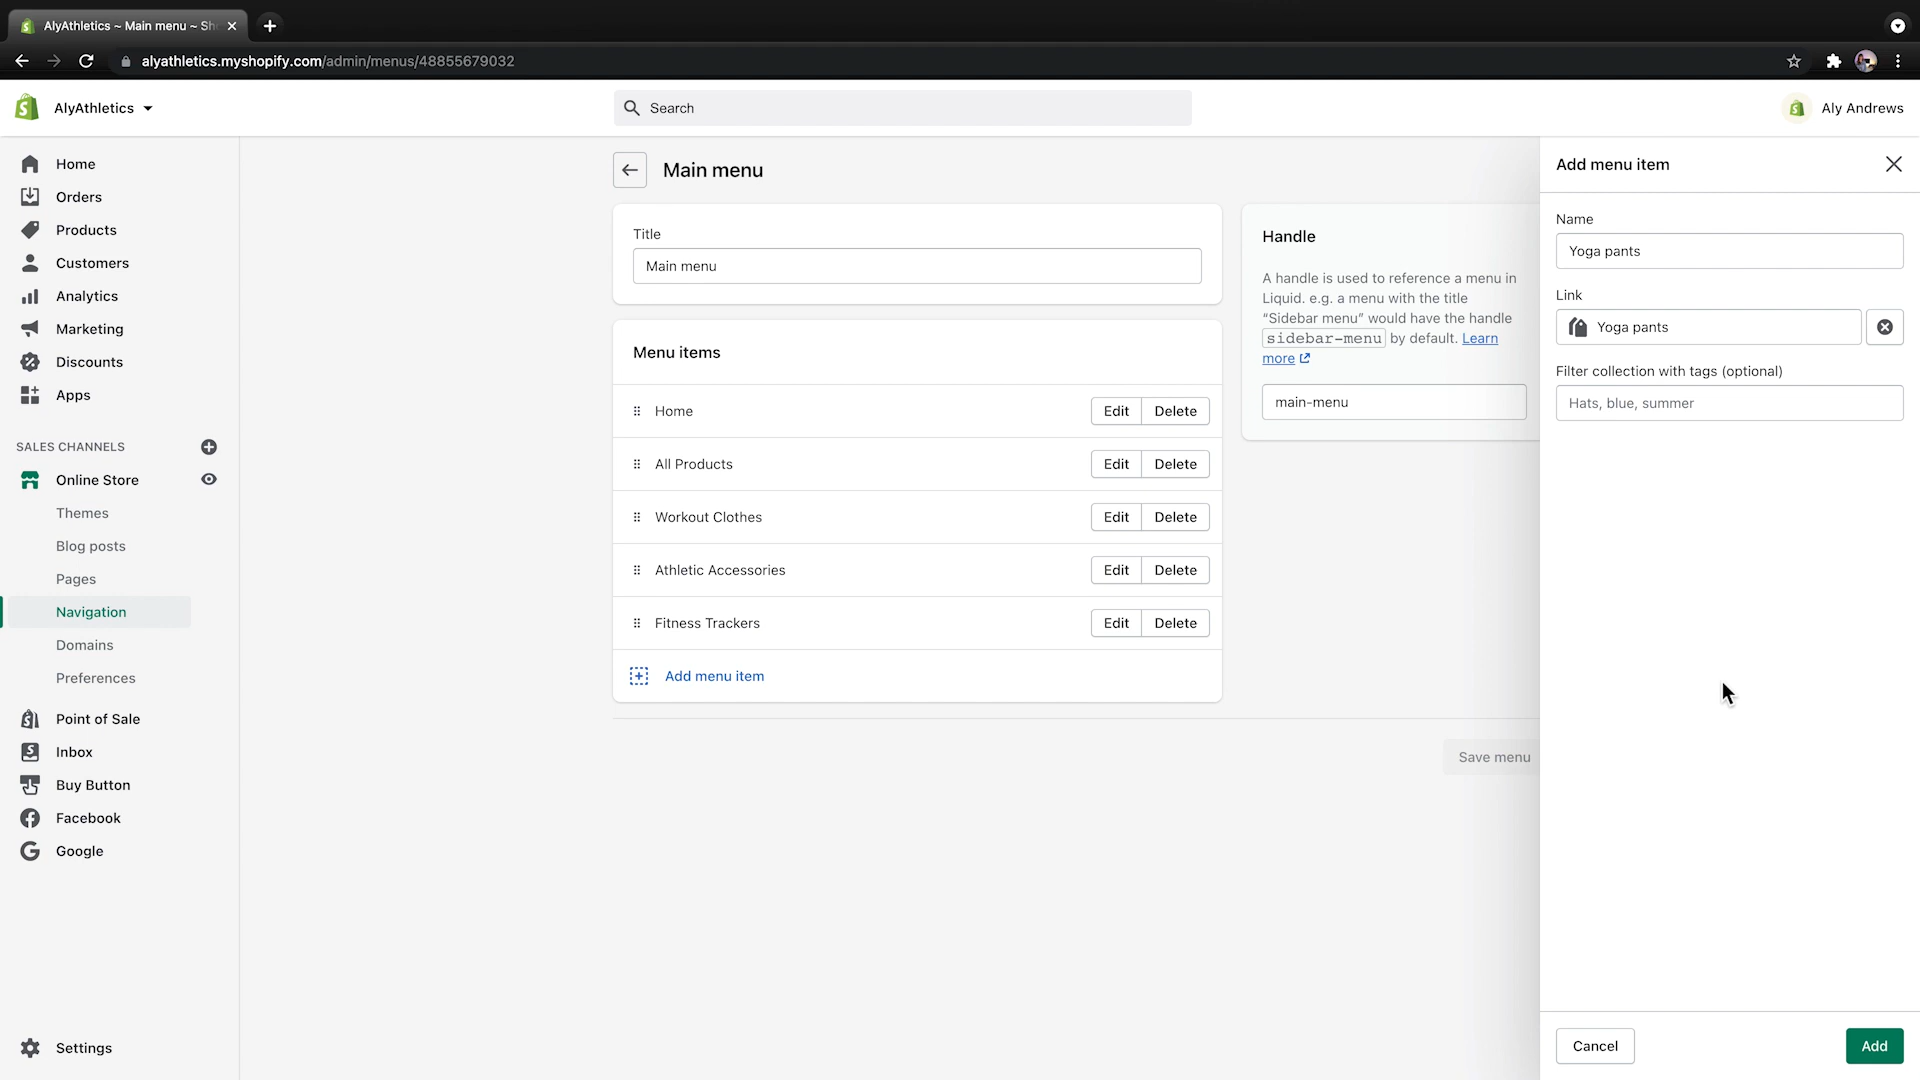 AlyAthletics ~ Main menu ~ Sh
alyathletics.myshopify.com/admin/menus/48855679032
AlyAthletics
Search
Aly Andrews
Home
Orders
Products
Customers
Analytics
Marketing
Discounts
Apps
SALES CHANNELS
Online Store
Themes
Blog posts
Pages
Navigation
Domains
Preferences
Point of Sale
Inbox
Buy Button
Facebook
Google
Settings
Main menu
Title
Main menu
Menu items
Home Edit Delete
All Products Edit Delete
Workout Clothes Edit Delete
Athletic Accessories Edit Delete
Fitness Trackers Edit Delete
Add menu item
Handle
A handle is used to reference a menu in
Liquid. e.g. a menu with the title
“Sidebar menu” would have the handle
sidebar-menu by default. Learn
more
main-menu
Save menu
Add menu item
Name
Yoga pants
Link
Yoga pants
Filter collection with tags (optional)
Hats, blue, summer
Cancel
Add